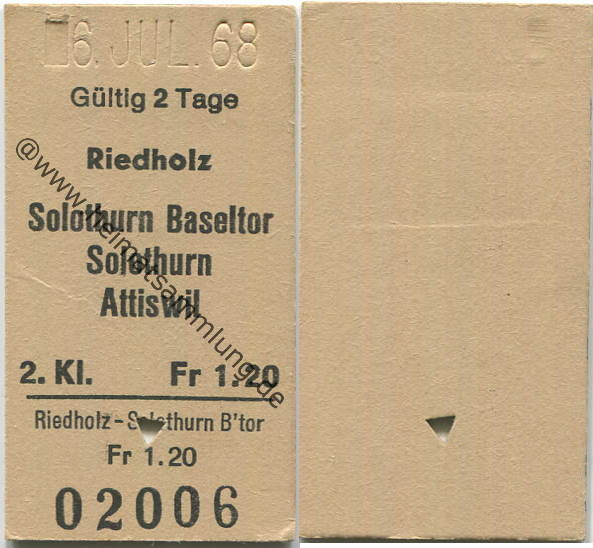 6. JUL. 68
Gültig 2 Tage
Riedholz
Solothurn Baseltor
Solothurn
Attiswil
2. Kl. Fr 1.20
Riedholz - Solothurn B'tor
Fr 1.20
02006
@www.heimatsammlung.de